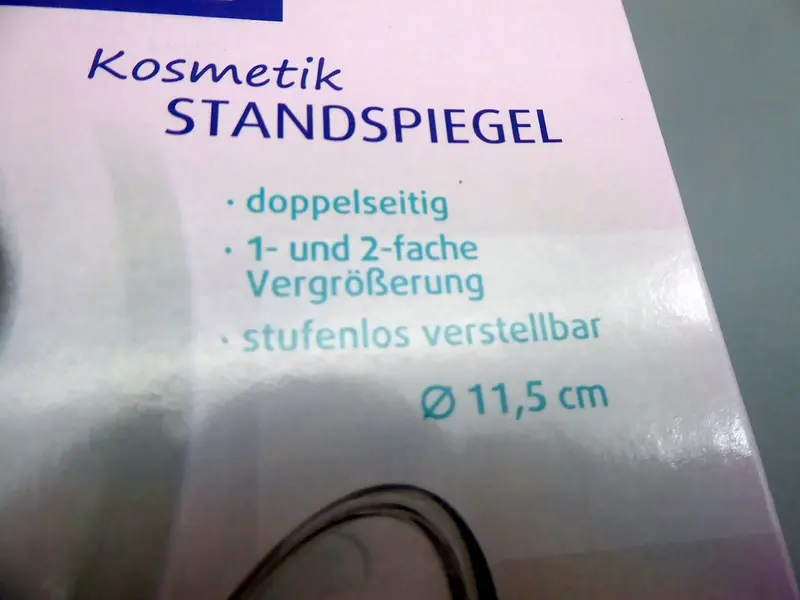 Kosmetik
STANDSPIEGEL
· doppelseitig
· 1- und 2-fache
Vergrößerung
· stufenlos verstellbar
Ø 11,5 cm